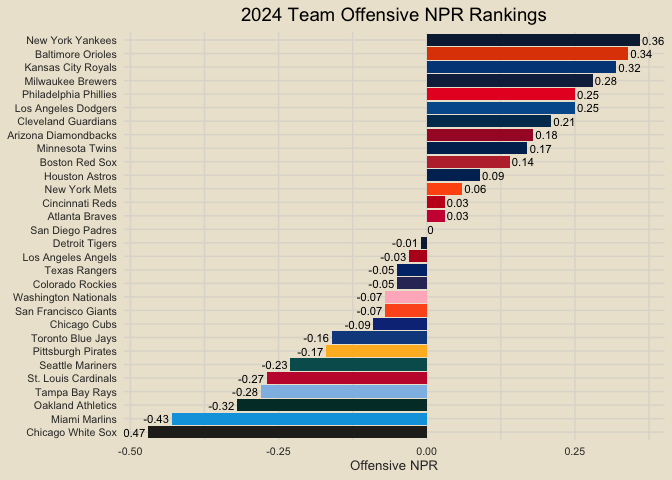 2024 Team Offensive NPR Rankings
New York Yankees 0.36
Baltimore Orioles 0.34
Kansas City Royals 0.32
Milwaukee Brewers 0.28
Philadelphia Phillies 0.25
Los Angeles Dodgers 0.25
Cleveland Guardians 0.21
Arizona Diamondbacks 0.18
Minnesota Twins 0.17
Boston Red Sox 0.14
Houston Astros 0.09
New York Mets 0.06
Cincinnati Reds 0.03
Atlanta Braves 0.03
San Diego Padres 0
Detroit Tigers -0.01
Los Angeles Angels -0.03
Texas Rangers -0.05
Colorado Rockies -0.05
Washington Nationals -0.07
San Francisco Giants -0.07
Chicago Cubs -0.09
Toronto Blue Jays -0.16
Pittsburgh Pirates -0.17
Seattle Mariners -0.23
St. Louis Cardinals -0.27
Tampa Bay Rays -0.28
Oakland Athletics -0.32
Miami Marlins -0.43
Chicago White Sox 0.47
-0.50 -0.25 0.00 0.25
Offensive NPR